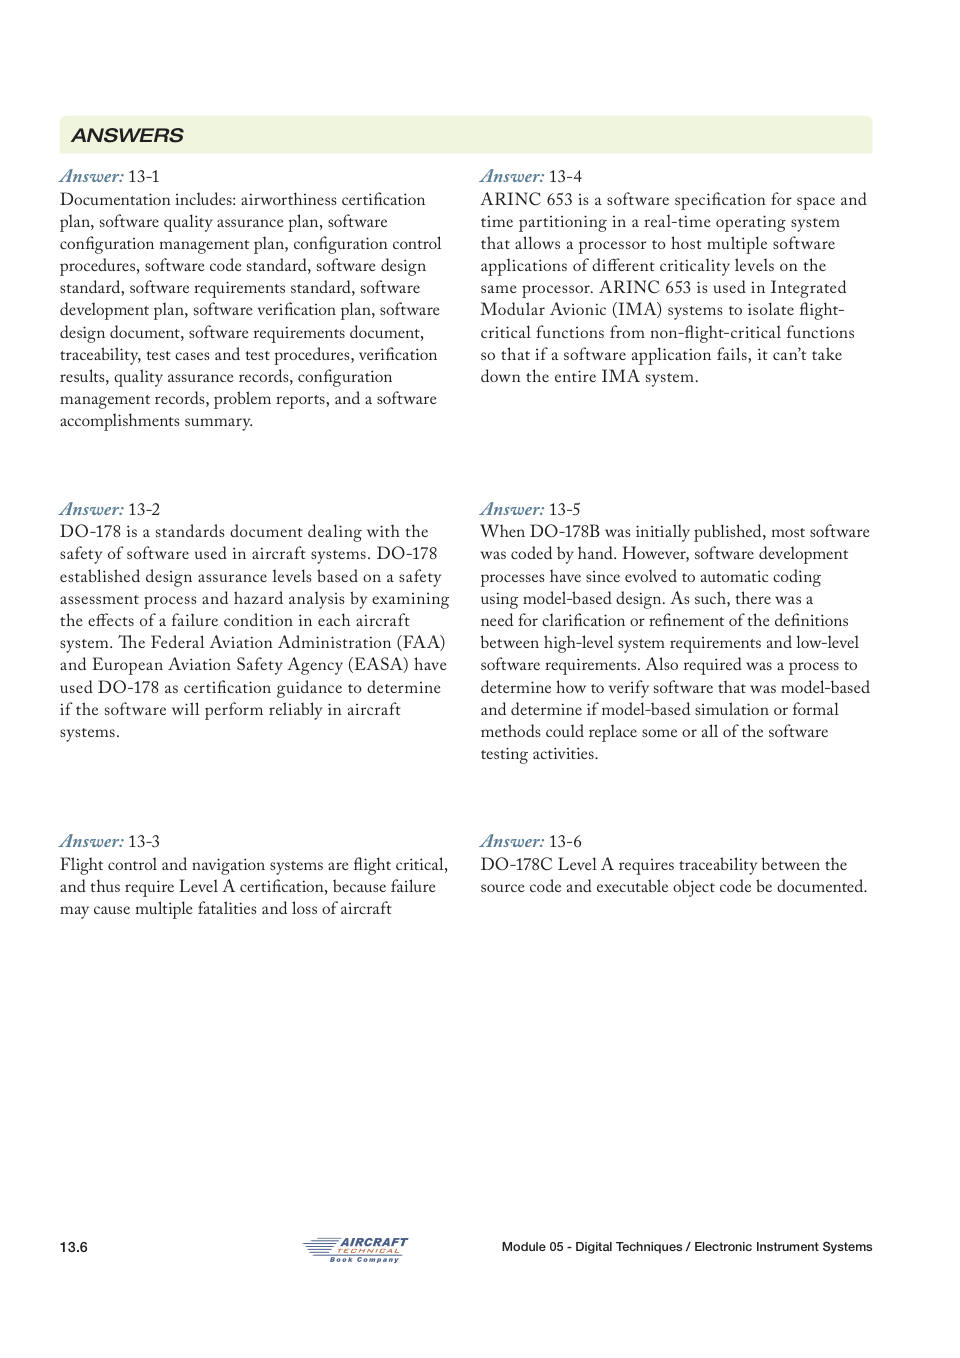 ANSWERS
Answer: 13-1
Documentation includes: airworthiness certification
plan, software quality assurance plan, software
configuration management plan, configuration control
procedures, software code standard, software design
standard, software requirements standard, software
development plan, software verification plan, software
design document, software requirements document,
traceability, test cases and test procedures, verification
results, quality assurance records, configuration
management records, problem reports, and a software
accomplishments summary.
Answer: 13-2
DO-178 is a standards document dealing with the
safety of software used in aircraft systems. DO-178
established design assurance levels based on a safety
assessment process and hazard analysis by examining
the effects of a failure condition in each aircraft
system. The Federal Aviation Administration (FAA)
and European Aviation Safety Agency (EASA) have
used DO-178 as certification guidance to determine
if the software will perform reliably in aircraft
systems.
Answer: 13-3
Flight control and navigation systems are flight critical,
and thus require Level A certification, because failure
may cause multiple fatalities and loss of aircraft
Answer: 13-4
ARINC 653 is a software specification for space and
time partitioning in a real-time operating system
that allows a processor to host multiple software
applications of different criticality levels on the
same processor. ARINC 653 is used in Integrated
Modular Avionic (IMA) systems to isolate flight-
critical functions from non-flight-critical functions
so that if a software application fails, it can’t take
down the entire IMA system.
Answer: 13-5
When DO-178B was initially published, most software
was coded by hand. However, software development
processes have since evolved to automatic coding
using model-based design. As such, there was a
need for clarification or refinement of the definitions
between high-level system requirements and low-level
software requirements. Also required was a process to
determine how to verify software that was model-based
and determine if model-based simulation or formal
methods could replace some or all of the software
testing activities.
Answer: 13-6
DO-178C Level A requires traceability between the
source code and executable object code be documented.
13.6
AIRCRAFT
TECHNICAL
Book Company
Module 05 - Digital Techniques / Electronic Instrument Systems